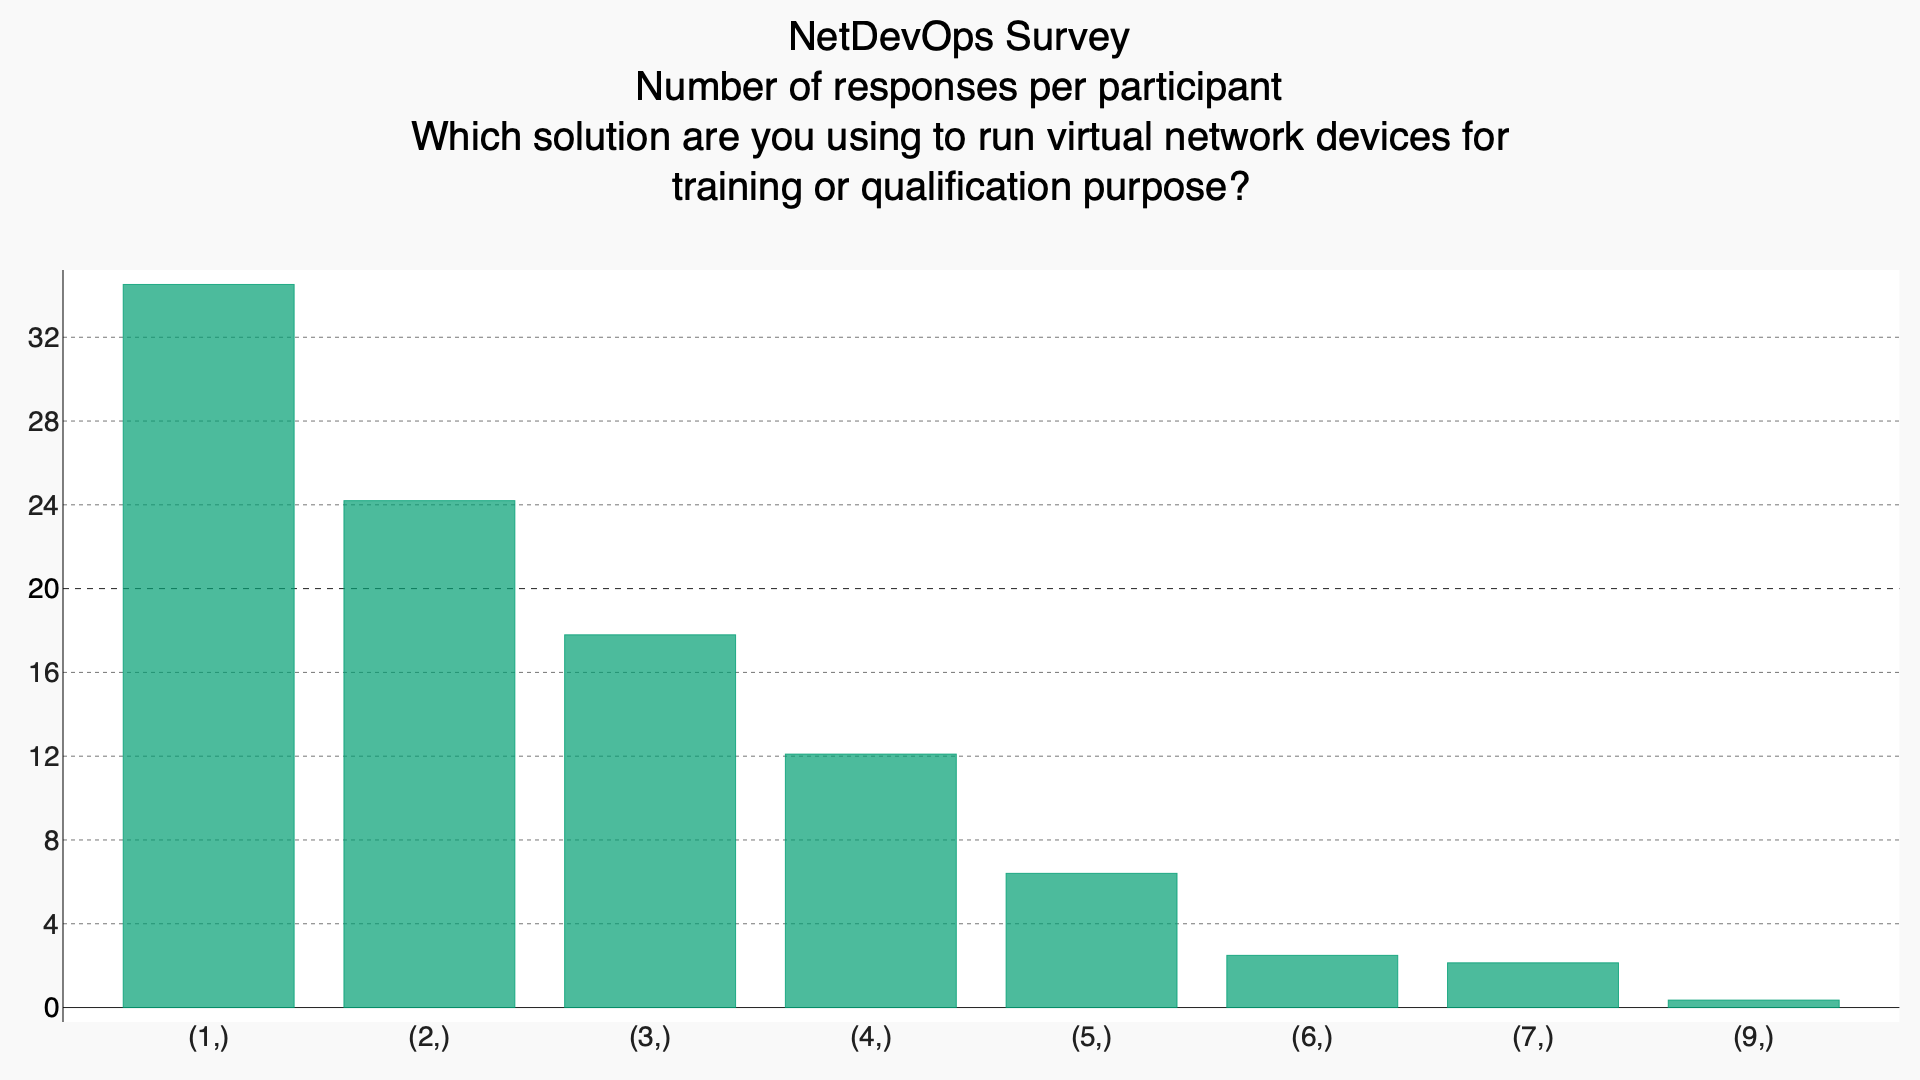 NetDevOps Survey
Number of responses per participant
Which solution are you using to run virtual network devices for
training or qualification purpose?
32
28
24
20
16
12
8
4
0
(1,) (2,) (3,) (4,) (5,) (6,) (7,) (9,)